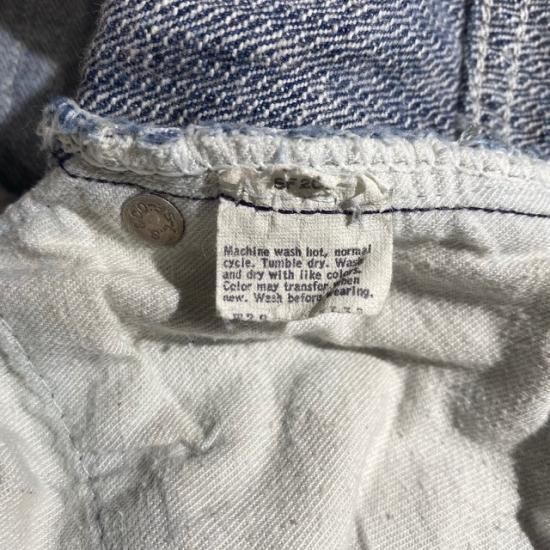 SF 20
Machine wash hot, normal
cycle. Tumble dry. Wash
and dry with like colors.
Color may transfer when
new. Wash before wearing.